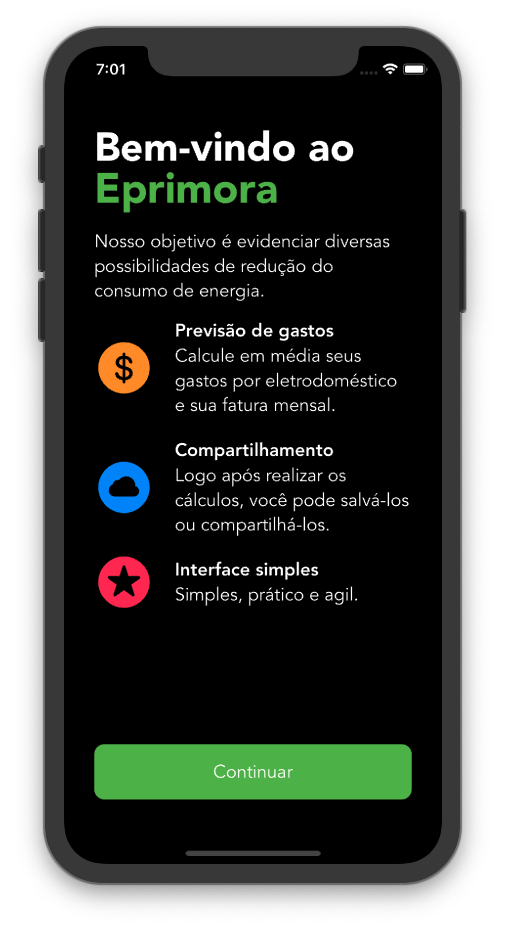 7:01
Bem-vindo ao
Eprimora
Nosso objetivo é evidenciar diversas
possibilidades de redução do
consumo de energia.
Previsão de gastos
$
Calcule em média seus
gastos por eletrodoméstico
e sua fatura mensal.
Compartilhamento
Logo após realizar os
cálculos, você pode salvá-los
ou compartilhá-los.
Interface simples
Simples, prático e agil.
Continuar